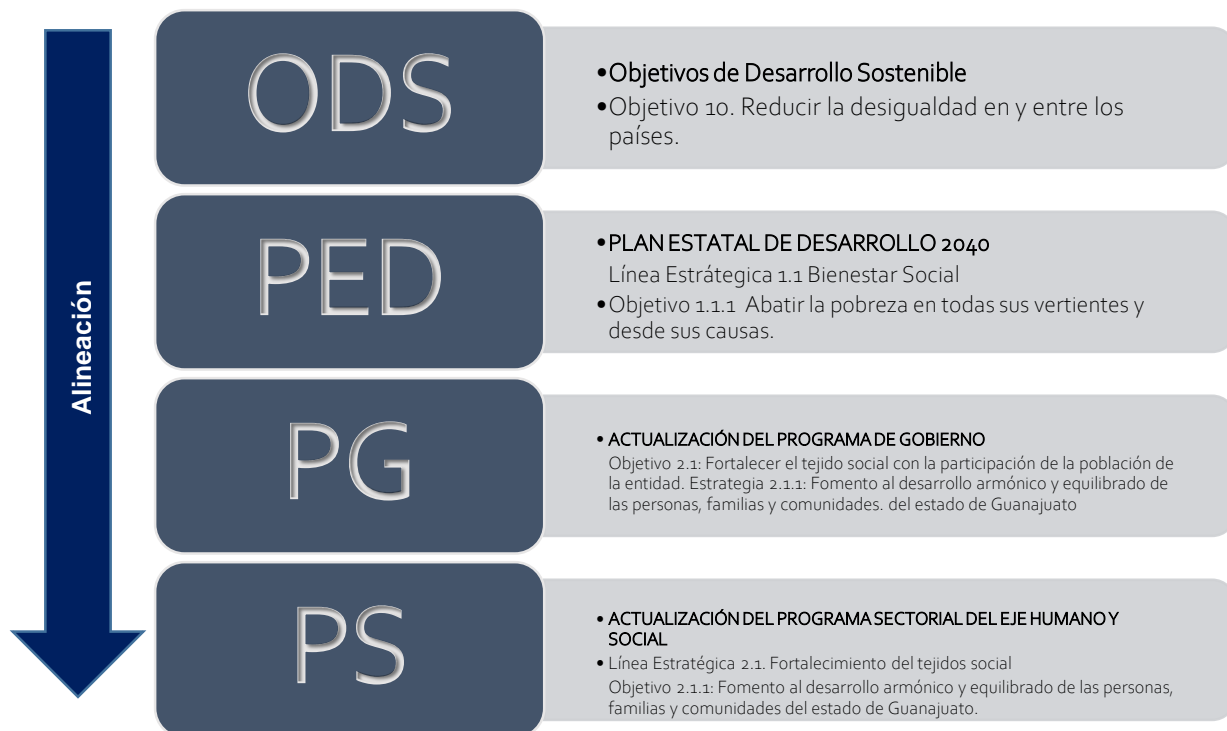 Alineación
ODS
•Objetivos de Desarrollo Sostenible
•Objetivo 10. Reducir la desigualdad en y entre los
países.
PED
•PLAN ESTATAL DE DESARROLLO 2040
Línea Estrátegica 1.1 Bienestar Social
•Objetivo 1.1.1 Abatir la pobreza en todas sus vertientes y
desde sus causas.
PG
• ACTUALIZACIÓN DEL PROGRAMA DE GOBIERNO
Objetivo 2.1: Fortalecer el tejido social con la participación de la población de
la entidad. Estrategia 2.1.1: Fomento al desarrollo armónico y equilibrado de
las personas, familias y comunidades. del estado de Guanajuato
PS
• ACTUALIZACIÓN DEL PROGRAMA SECTORIAL DEL EJE HUMANO Y
SOCIAL
• Línea Estratégica 2.1. Fortalecimiento del tejidos social
Objetivo 2.1.1: Fomento al desarrollo armónico y equilibrado de las personas,
familias y comunidades del estado de Guanajuato.